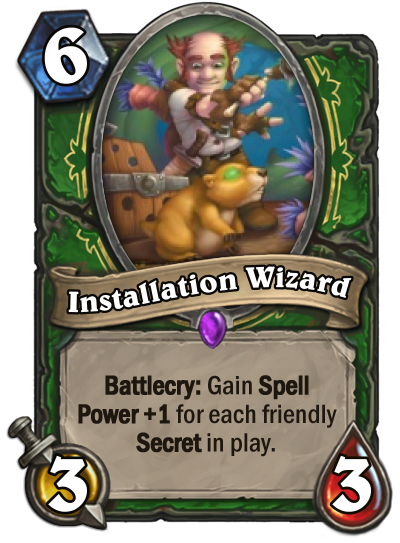 6
Installation Wizard
Battlecry: Gain Spell
Power +1 for each friendly
Secret in play.
3
3